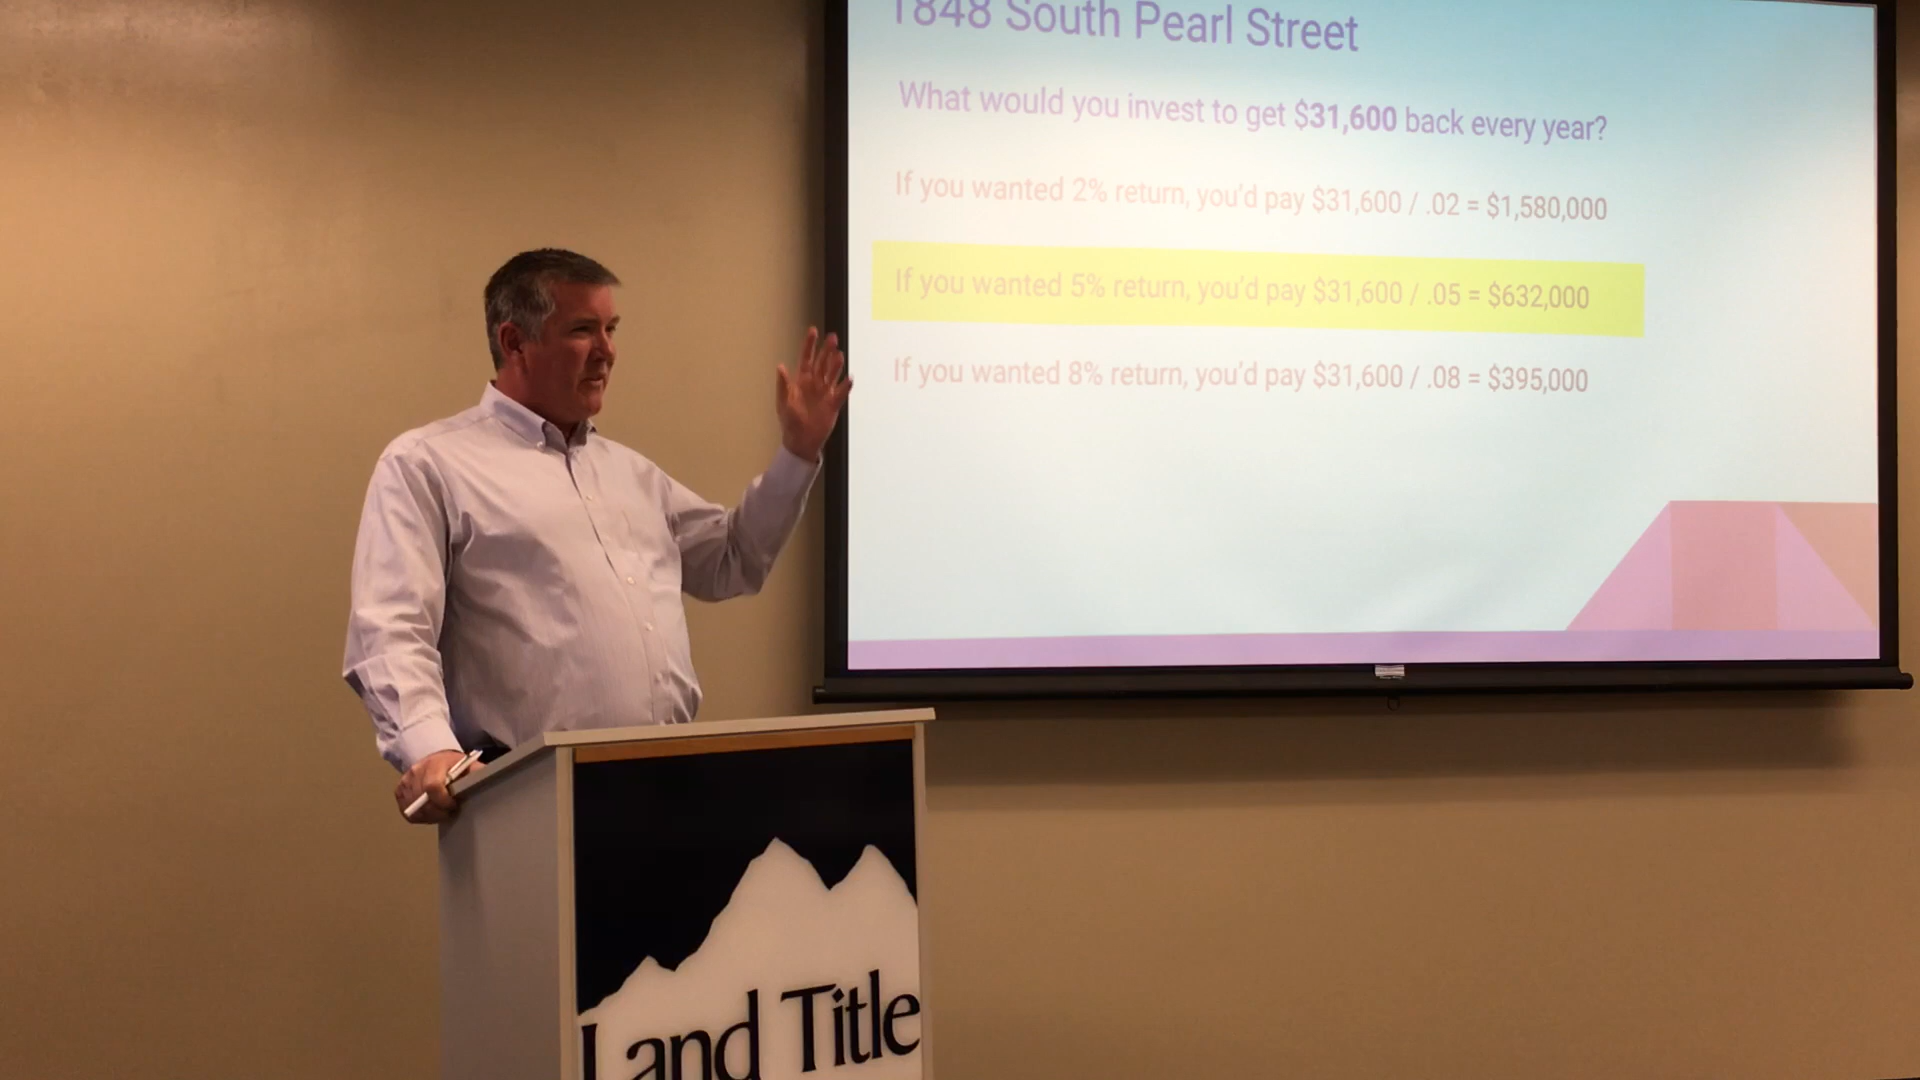 1848 South Pearl Street
What would you invest to get $31,600 back every year?
If you wanted 2% return, you'd pay $31,600 / .02 = $1,580,000
If you wanted 5% return, you'd pay $31,600 / .05 = $632,000
If you wanted 8% return, you'd pay $31,600 / .08 = $395,000
Land Title